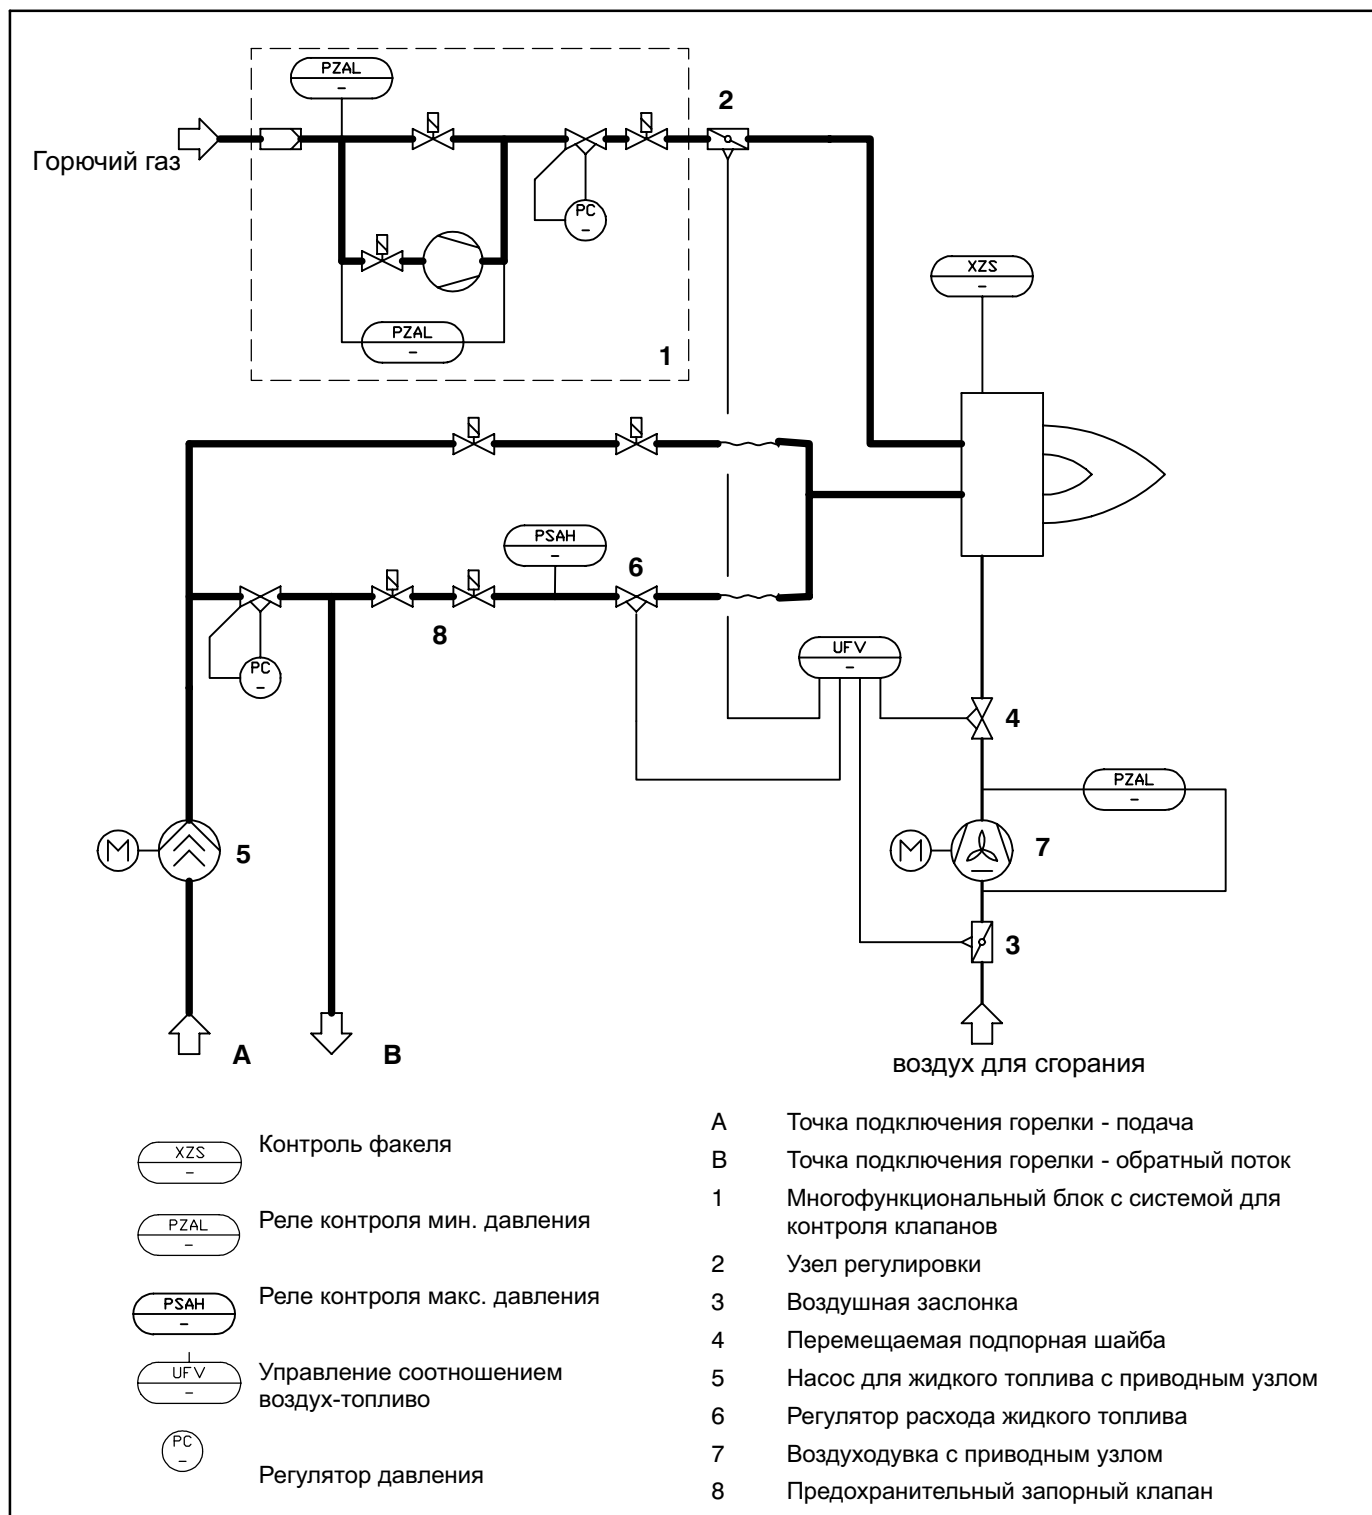 PZAL
–
2
Горючий газ
PC
–
XZS
–
PZAL
–
1
PSAH
–
6
8
UFV
–
PC
–
4
PZAL
–
M
5
M
7
3
A
B
воздух для сгорания
XZS
–
Контроль факеля
PZAL
–
Реле контроля мин. давления
PSAH
–
Реле контроля макс. давления
UFV
–
Управление соотношением
воздух-топливо
PC
–
Регулятор давления
A Точка подключения горелки - подача
B Точка подключения горелки - обратный поток
1 Многофункциональный блок с системой для
контроля клапанов
2 Узел регулировки
3 Воздушная заслонка
4 Перемещаемая подпорная шайба
5 Насос для жидкого топлива с приводным узлом
6 Регулятор расхода жидкого топлива
7 Воздуходувка с приводным узлом
8 Предохранительный запорный клапан